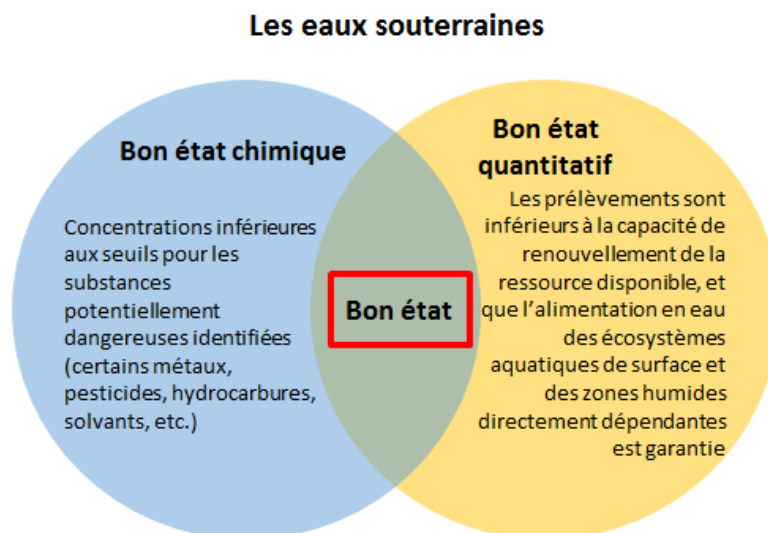 Les eaux souterraines
Bon état chimique
Concentrations inférieures
aux seuils pour les
substances
potentiellement
dangereuses identifiées
(certains métaux,
pesticides, hydrocarbures,
solvants, etc.)
Bon état
Bon état
quantitatif
Les prélèvements sont
inférieurs à la capacité de
renouvellement de la
ressource disponible, et
que l'alimentation en eau
des écosystèmes
aquatiques de surface et
des zones humides
directement dépendantes
est garantie